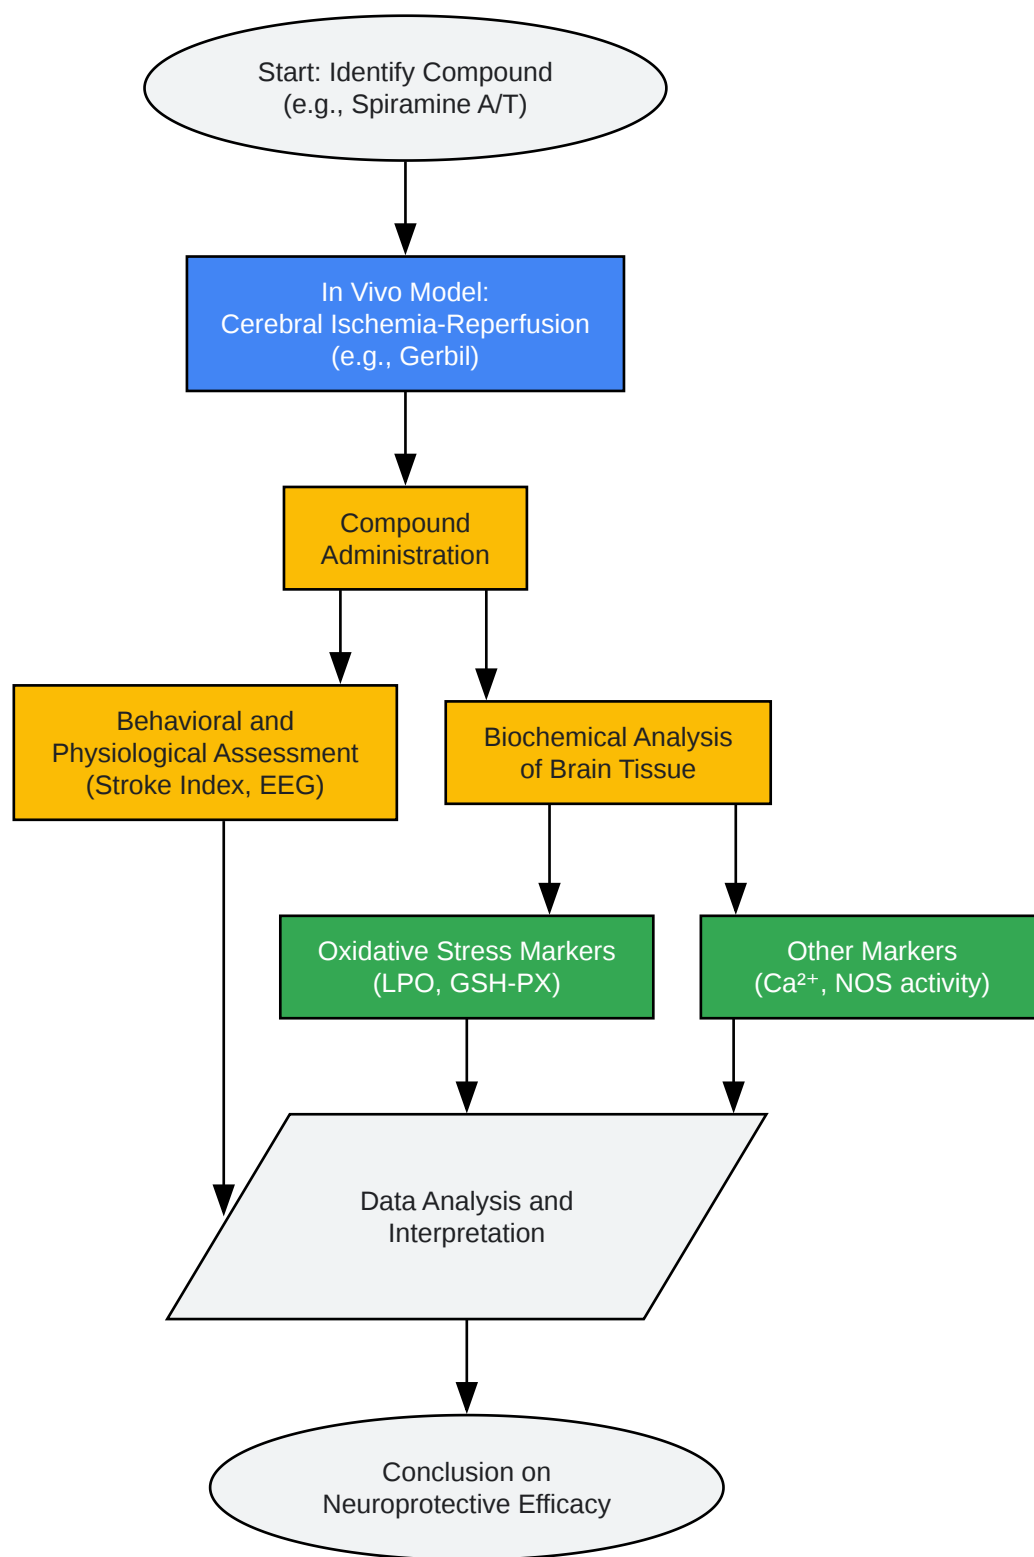 Start: Identify Compound
(e.g., Spiramine A/T)
In Vivo Model:
Cerebral Ischemia-Reperfusion
(e.g., Gerbil)
Compound
Administration
Behavioral and
Physiological Assessment
(Stroke Index, EEG)
Biochemical Analysis
of Brain Tissue
Oxidative Stress Markers
(LPO, GSH-PX)
Other Markers
(Ca²⁺, NOS activity)
Data Analysis and
Interpretation
Conclusion on
Neuroprotective Efficacy